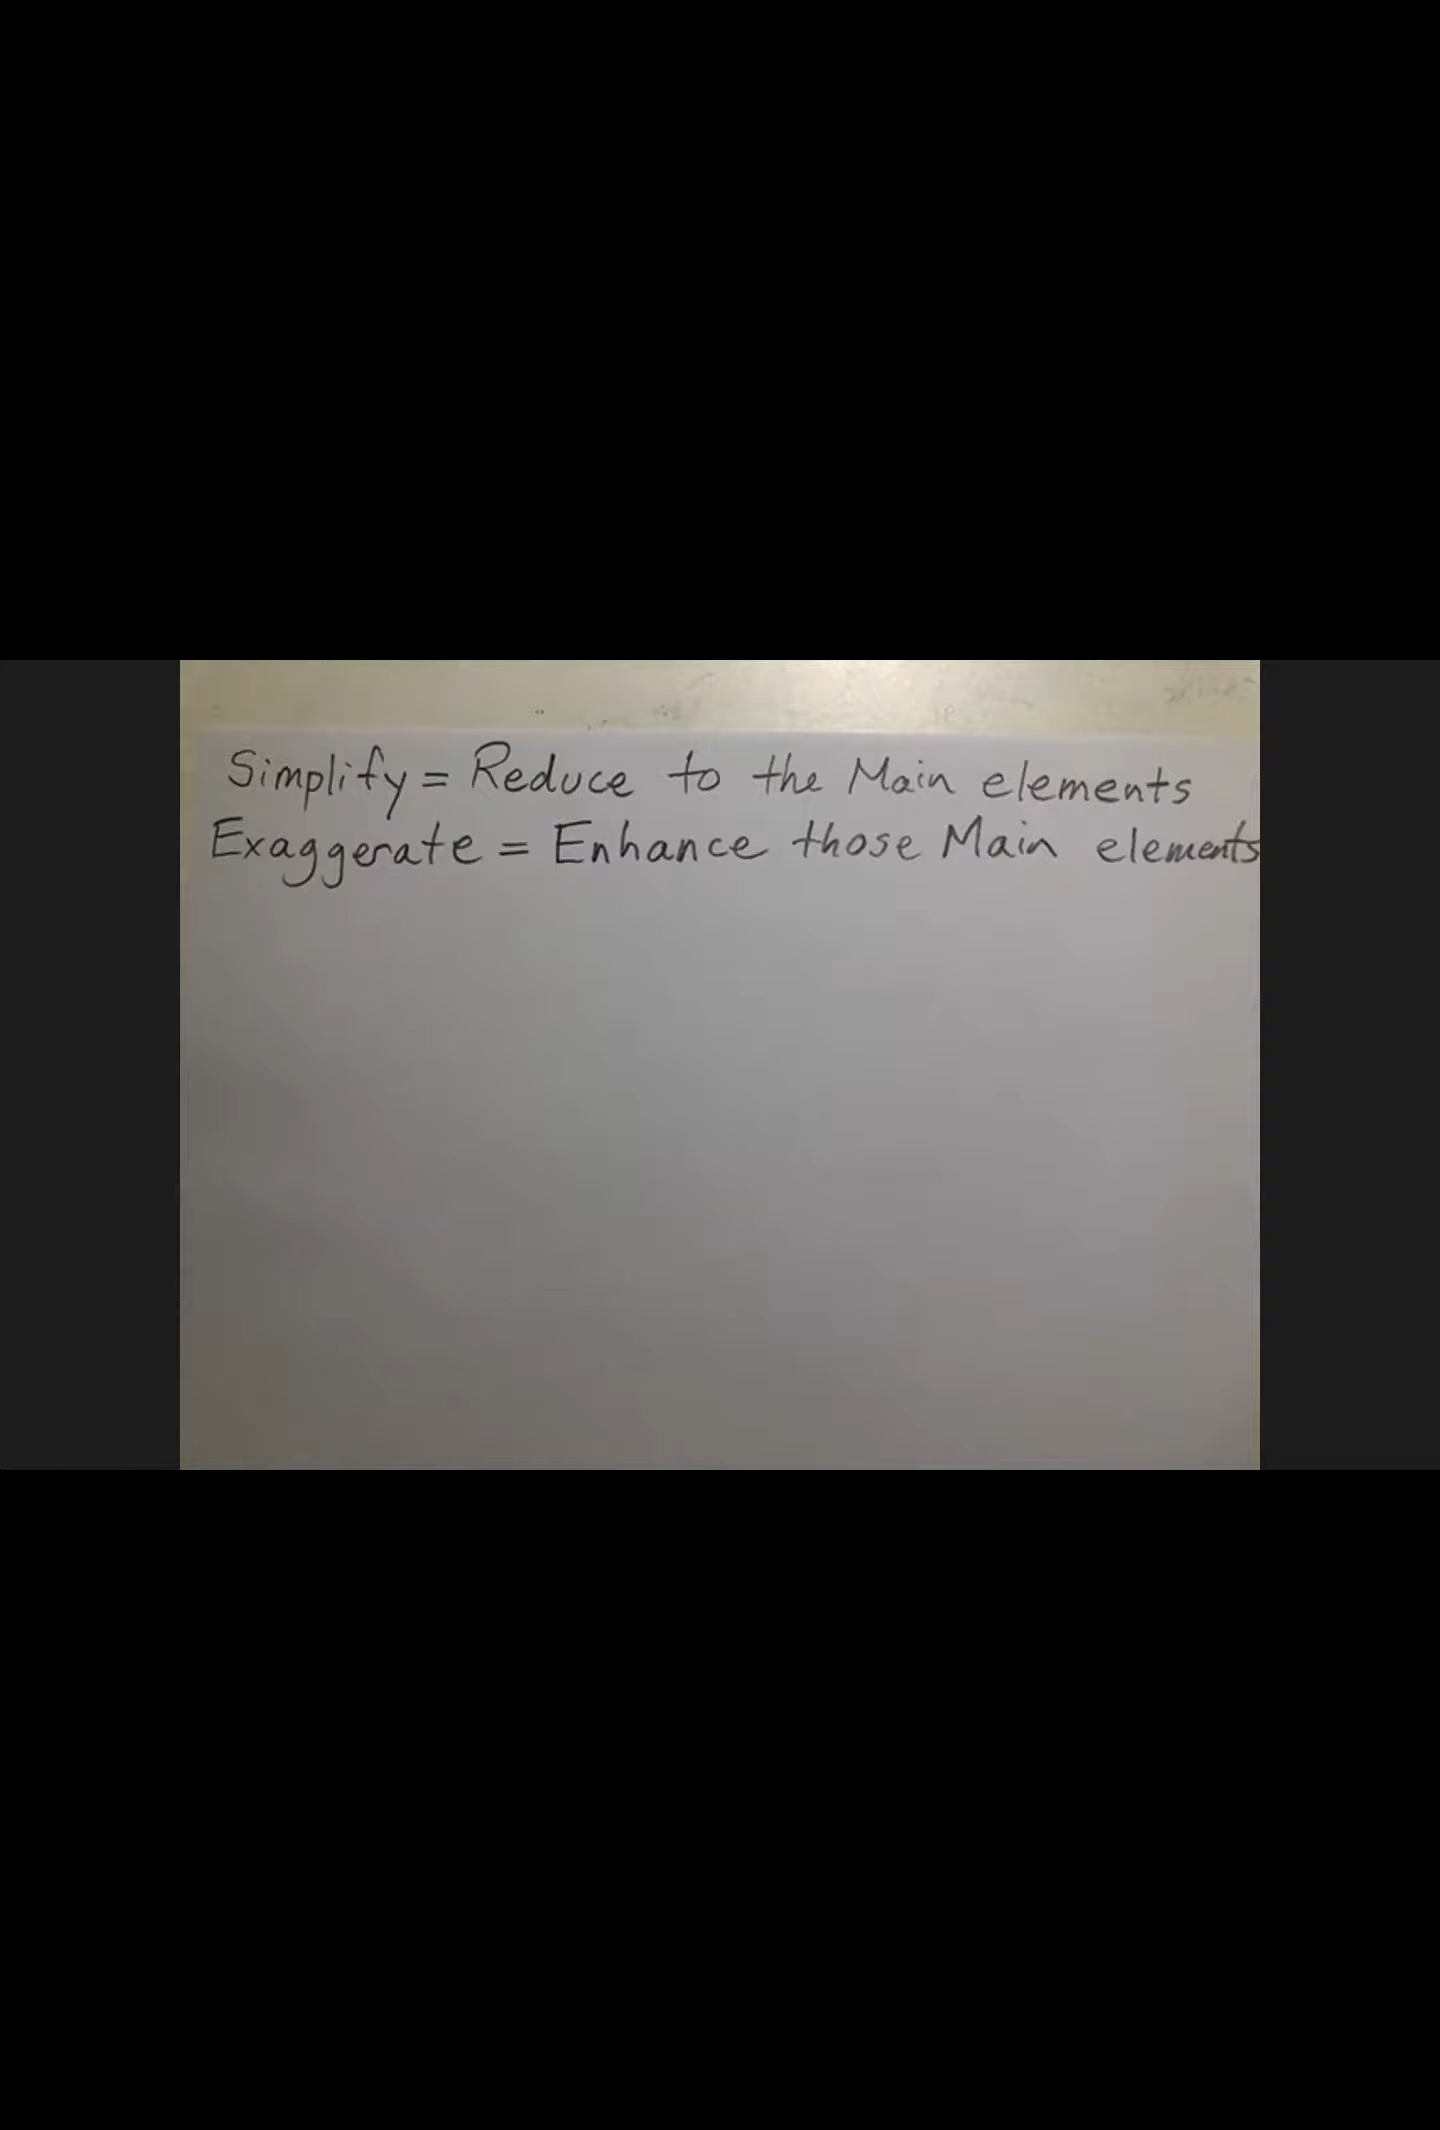 Simplify = Reduce to the Main elements
Exaggerate = Enhance those Main elements